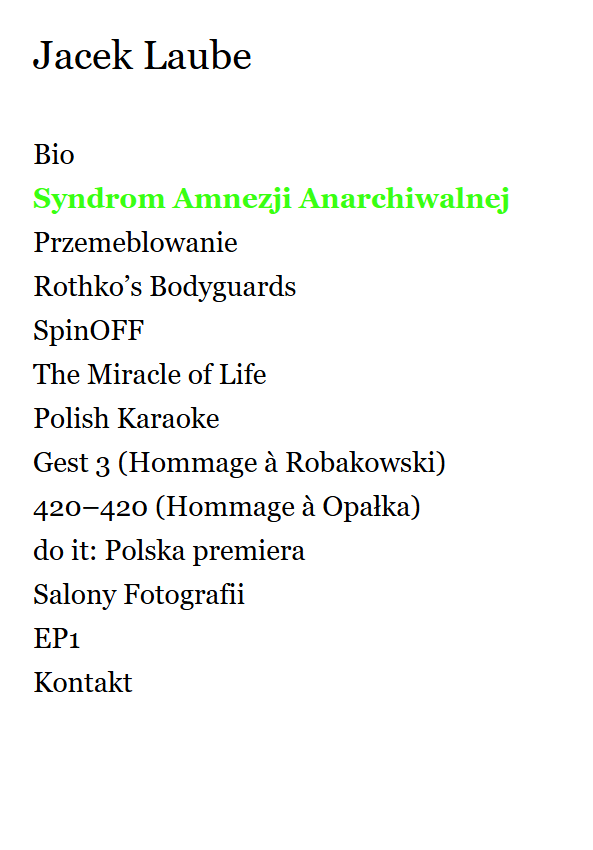 Jacek Laube
Bio
Syndrom Amnezji Anarchiwalnej
Przemeblowanie
Rothko’s Bodyguards
SpinOFF
The Miracle of Life
Polish Karaoke
Gest 3 (Hommage à Robakowski)
420–420 (Hommage à Opałka)
do it: Polska premiera
Salony Fotografii
EP1
Kontakt